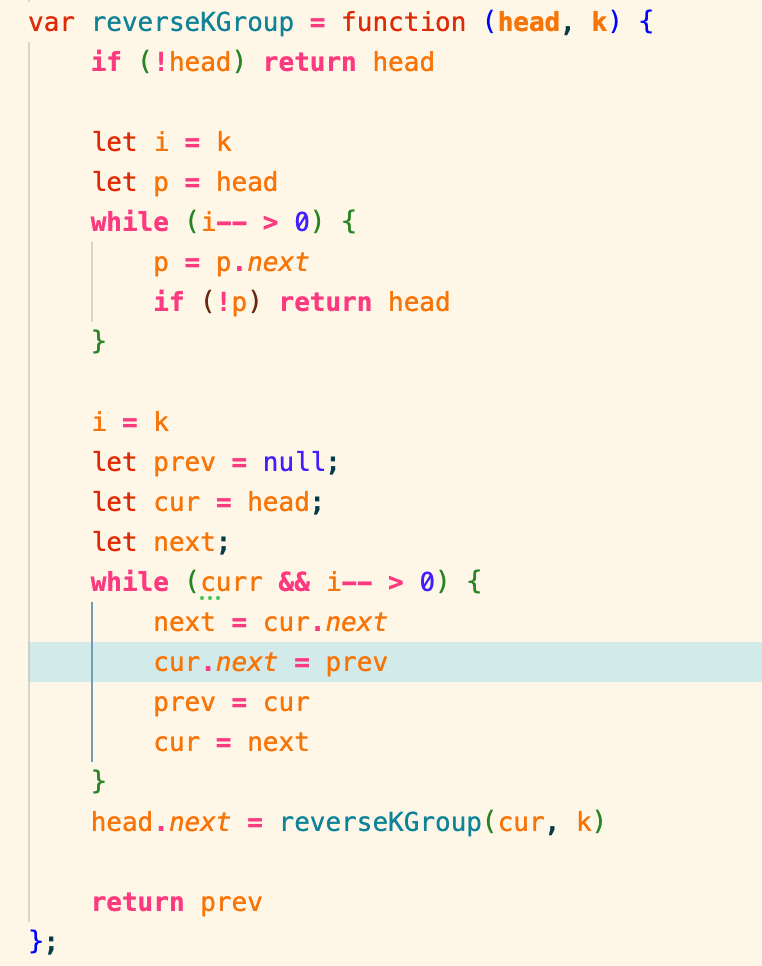 var reverseKGroup = function (head, k) {
    if (!head) return head

    let i = k
    let p = head
    while (i-- > 0) {
        p = p.next
        if (!p) return head
    }

    i = k
    let prev = null;
    let cur = head;
    let next;
    while (curr && i-- > 0) {
        next = cur.next
        cur.next = prev
        prev = cur
        cur = next
    }
    head.next = reverseKGroup(cur, k)

    return prev
};